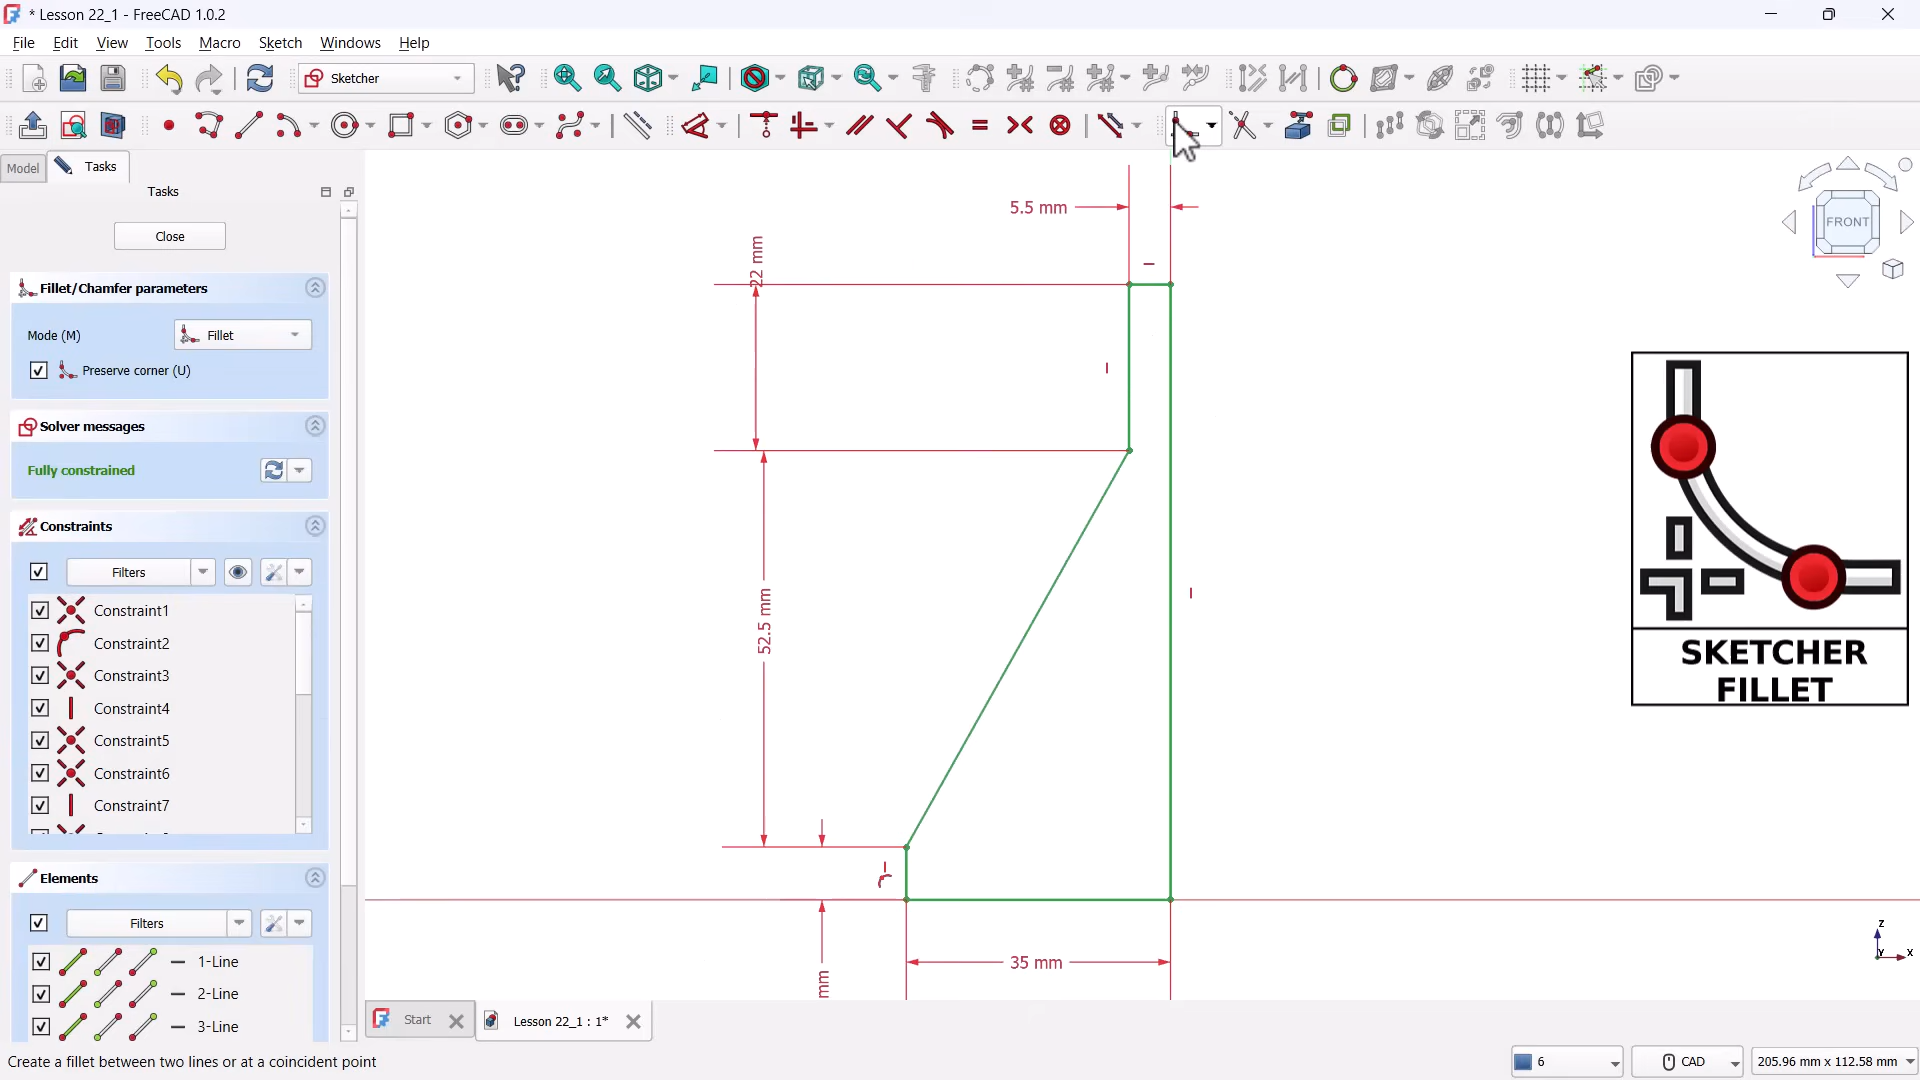 * Lesson 22_1 - FreeCAD 1.0.2
File Edit View Tools Macro Sketch Windows Help
Sketcher
Model Tasks
Tasks
Close
Fillet/Chamfer parameters
Mode (M) Fillet
Preserve corner (U)
Solver messages
Fully constrained
Constraints
Filters
Constraint1
Constraint2
Constraint3
Constraint4
Constraint5
Constraint6
Constraint7
Elements
Filters
1-Line
2-Line
3-Line
5.5 mm
22 mm
52.5 mm
35 mm
mm
FRONT
SKETCHER
FILLET
Z
Y
X
Start
Lesson 22_1 : 1*
Create a fillet between two lines or at a coincident point
6
CAD
205.96 mm x 112.58 mm